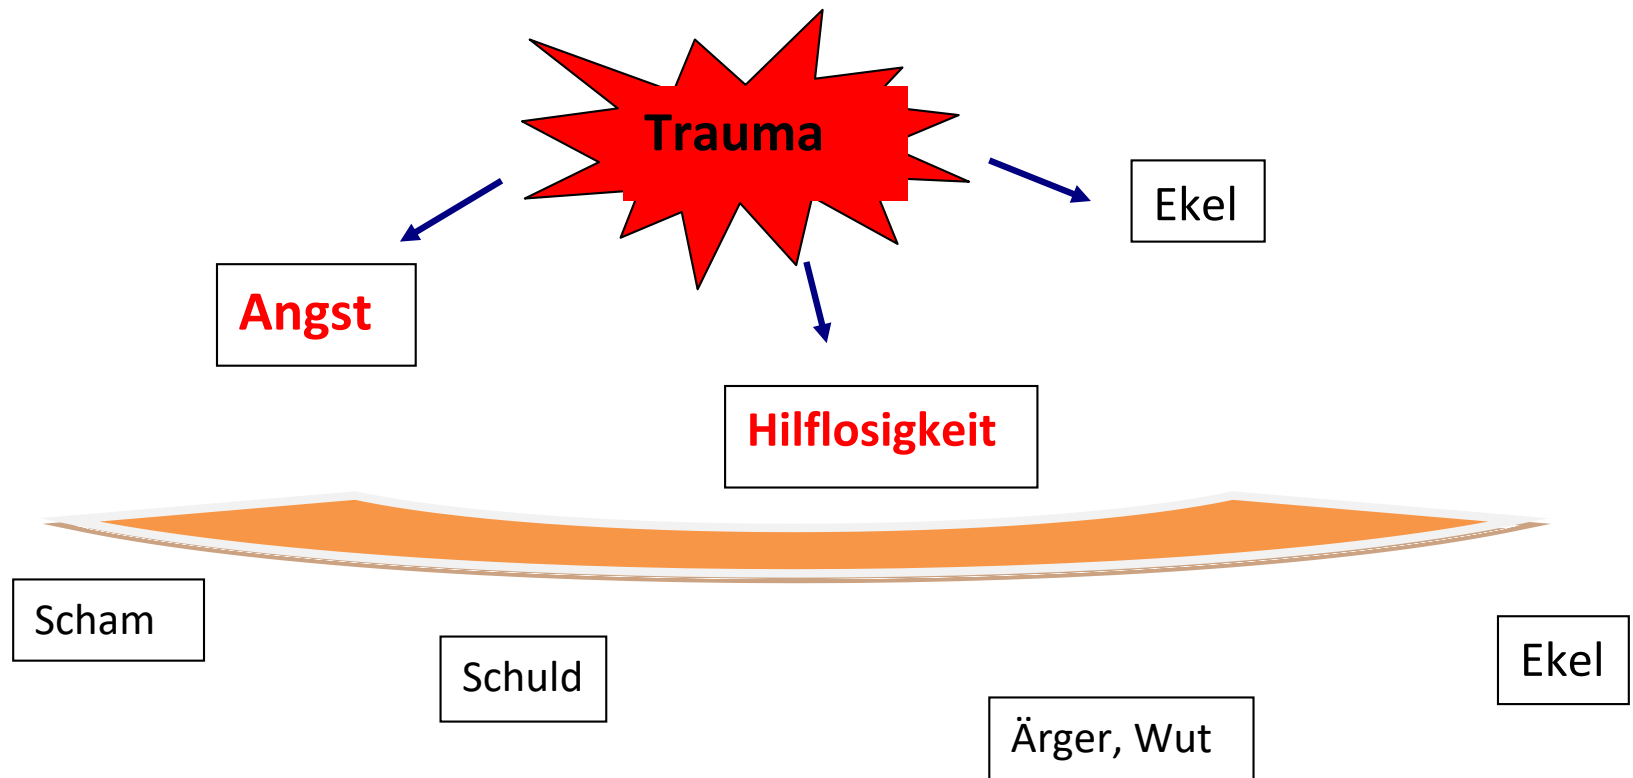 Trauma
Ekel
Angst
Hilflosigkeit
Scham
Schuld
Ekel
Ärger, Wut